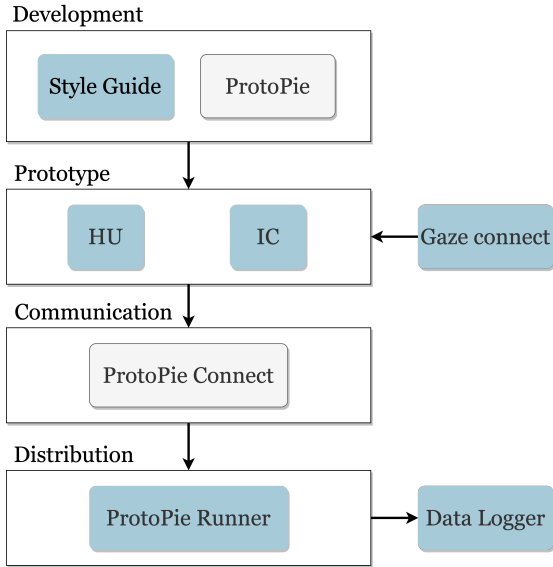 Development
Style Guide
ProtoPie
Prototype
HU
IC
Gaze connect
Communication
ProtoPie Connect
Distribution
ProtoPie Runner
Data Logger